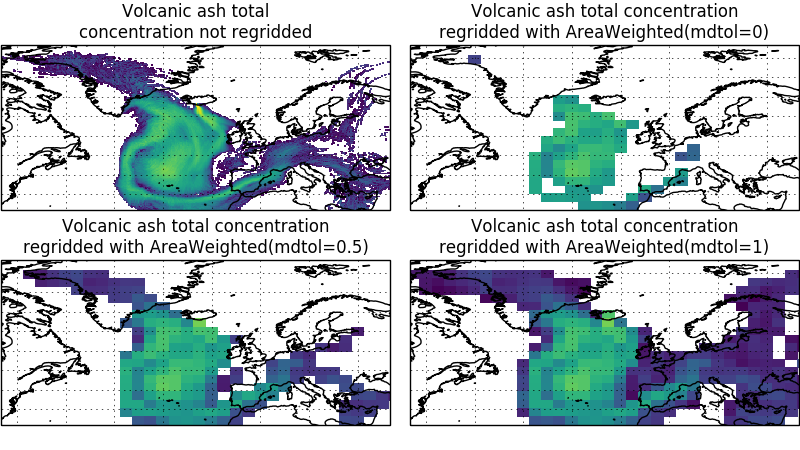 Volcanic ash total
concentration not regridded
Volcanic ash total concentration
regridded with AreaWeighted(mdtol=0)
Volcanic ash total concentration
regridded with AreaWeighted(mdtol=0.5)
Volcanic ash total concentration
regridded with AreaWeighted(mdtol=1)